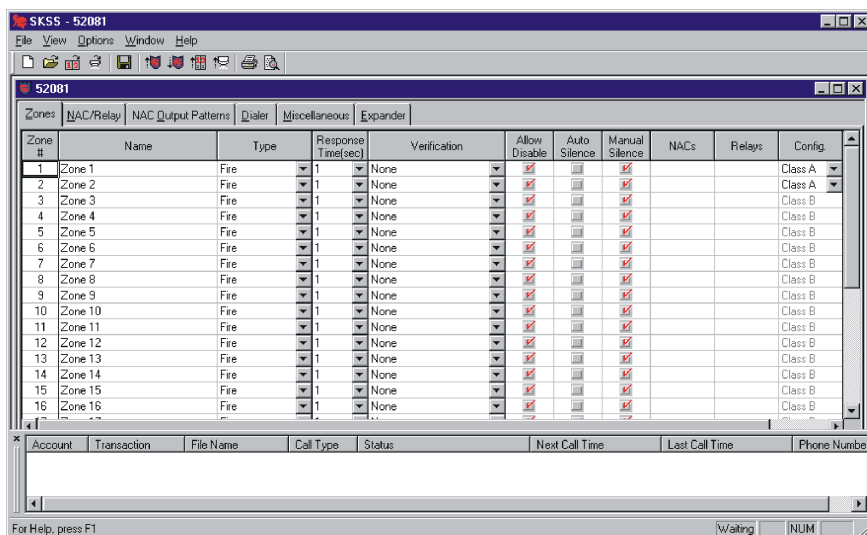 SKSS - 52081
File View Options Window Help
52081
Zones NAC/Relay NAC Output Patterns Dialer Miscellaneous Expander
Zone # Name Type Response Time(sec) Verification Allow Disable Auto Silence Manual Silence NACs Relays Config.
1 Zone 1 Fire 1 None Class A
2 Zone 2 Fire 1 None Class A
3 Zone 3 Fire 1 None Class B
4 Zone 4 Fire 1 None Class B
5 Zone 5 Fire 1 None Class B
6 Zone 6 Fire 1 None Class B
7 Zone 7 Fire 1 None Class B
8 Zone 8 Fire 1 None Class B
9 Zone 9 Fire 1 None Class B
10 Zone 10 Fire 1 None Class B
11 Zone 11 Fire 1 None Class B
12 Zone 12 Fire 1 None Class B
13 Zone 13 Fire 1 None Class B
14 Zone 14 Fire 1 None Class B
15 Zone 15 Fire 1 None Class B
16 Zone 16 Fire 1 None Class B
Account Transaction File Name Call Type Status Next Call Time Last Call Time Phone Numbe
For Help, press F1 Waiting NUM